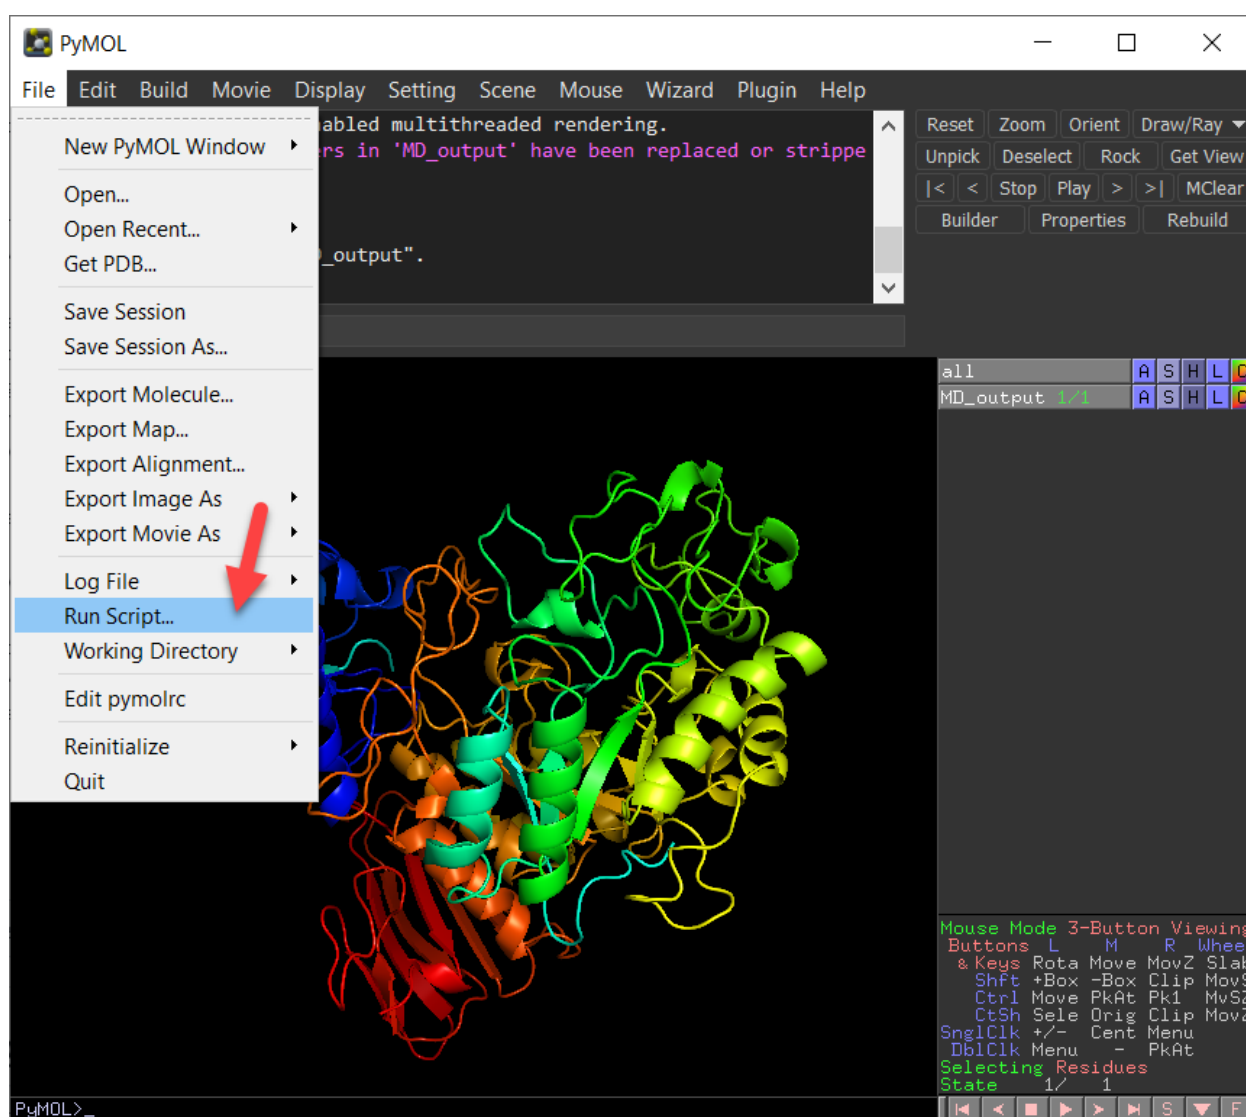 PyMOL
File Edit Build Movie Display Setting Scene Mouse Wizard Plugin Help
New PyMOL Window
Open...
Open Recent...
Get PDB...
Save Session
Save Session As...
Export Molecule...
Export Map...
Export Alignment...
Export Image As
Export Movie As
Log File
Run Script...
Working Directory
Edit pymolrc
Reinitialize
Quit
abled multithreaded rendering.
rs in 'MD_output' have been replaced or strippe
_output".
Reset Zoom Orient Draw/Ray
Unpick Deselect Rock Get View
|< < Stop Play > >| MClear
Builder Properties Rebuild
all A S H L C
MD_output 1/1 A S H L C
Mouse Mode 3-Button Viewing
Buttons L M R Whee
& Keys Rota Move MovZ Slab
Shft +Box -Box Clip MovS
Ctrl Move PkAt Pk1 MvSZ
CtSh Sele Orig Clip MovZ
SnglClk +/- Cent Menu
DblClk Menu - PkAt
Selecting Residues
State 1/ 1
PyMOL>_
S F